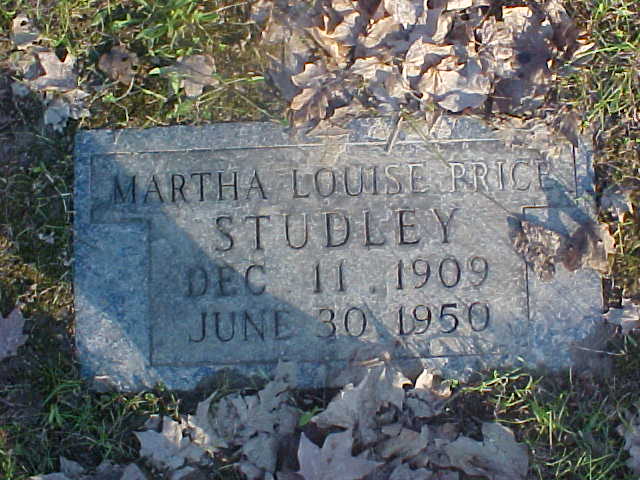 MARTHA LOUISE PRICE
STUDLEY
DEC. 11, 1909
JUNE 30 1950